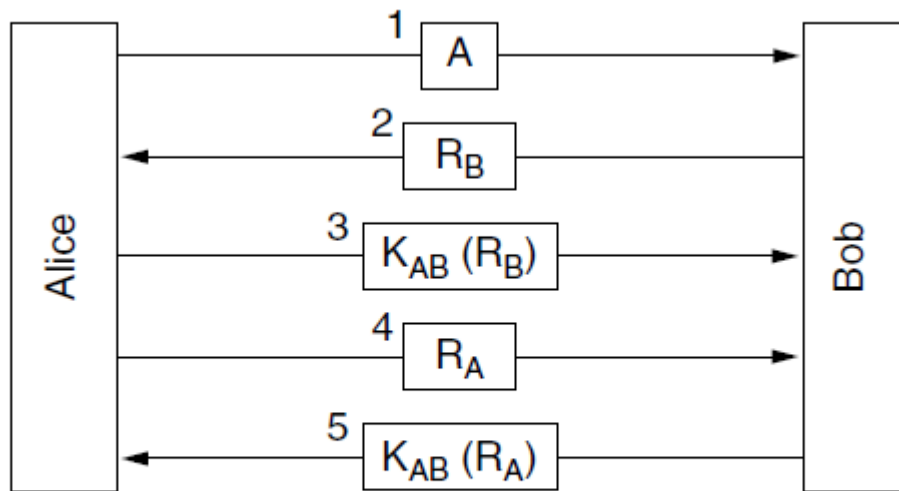 1
A
2
R_B
Alice
3
K_AB (R_B)
Bob
4
R_A
5
K_AB (R_A)